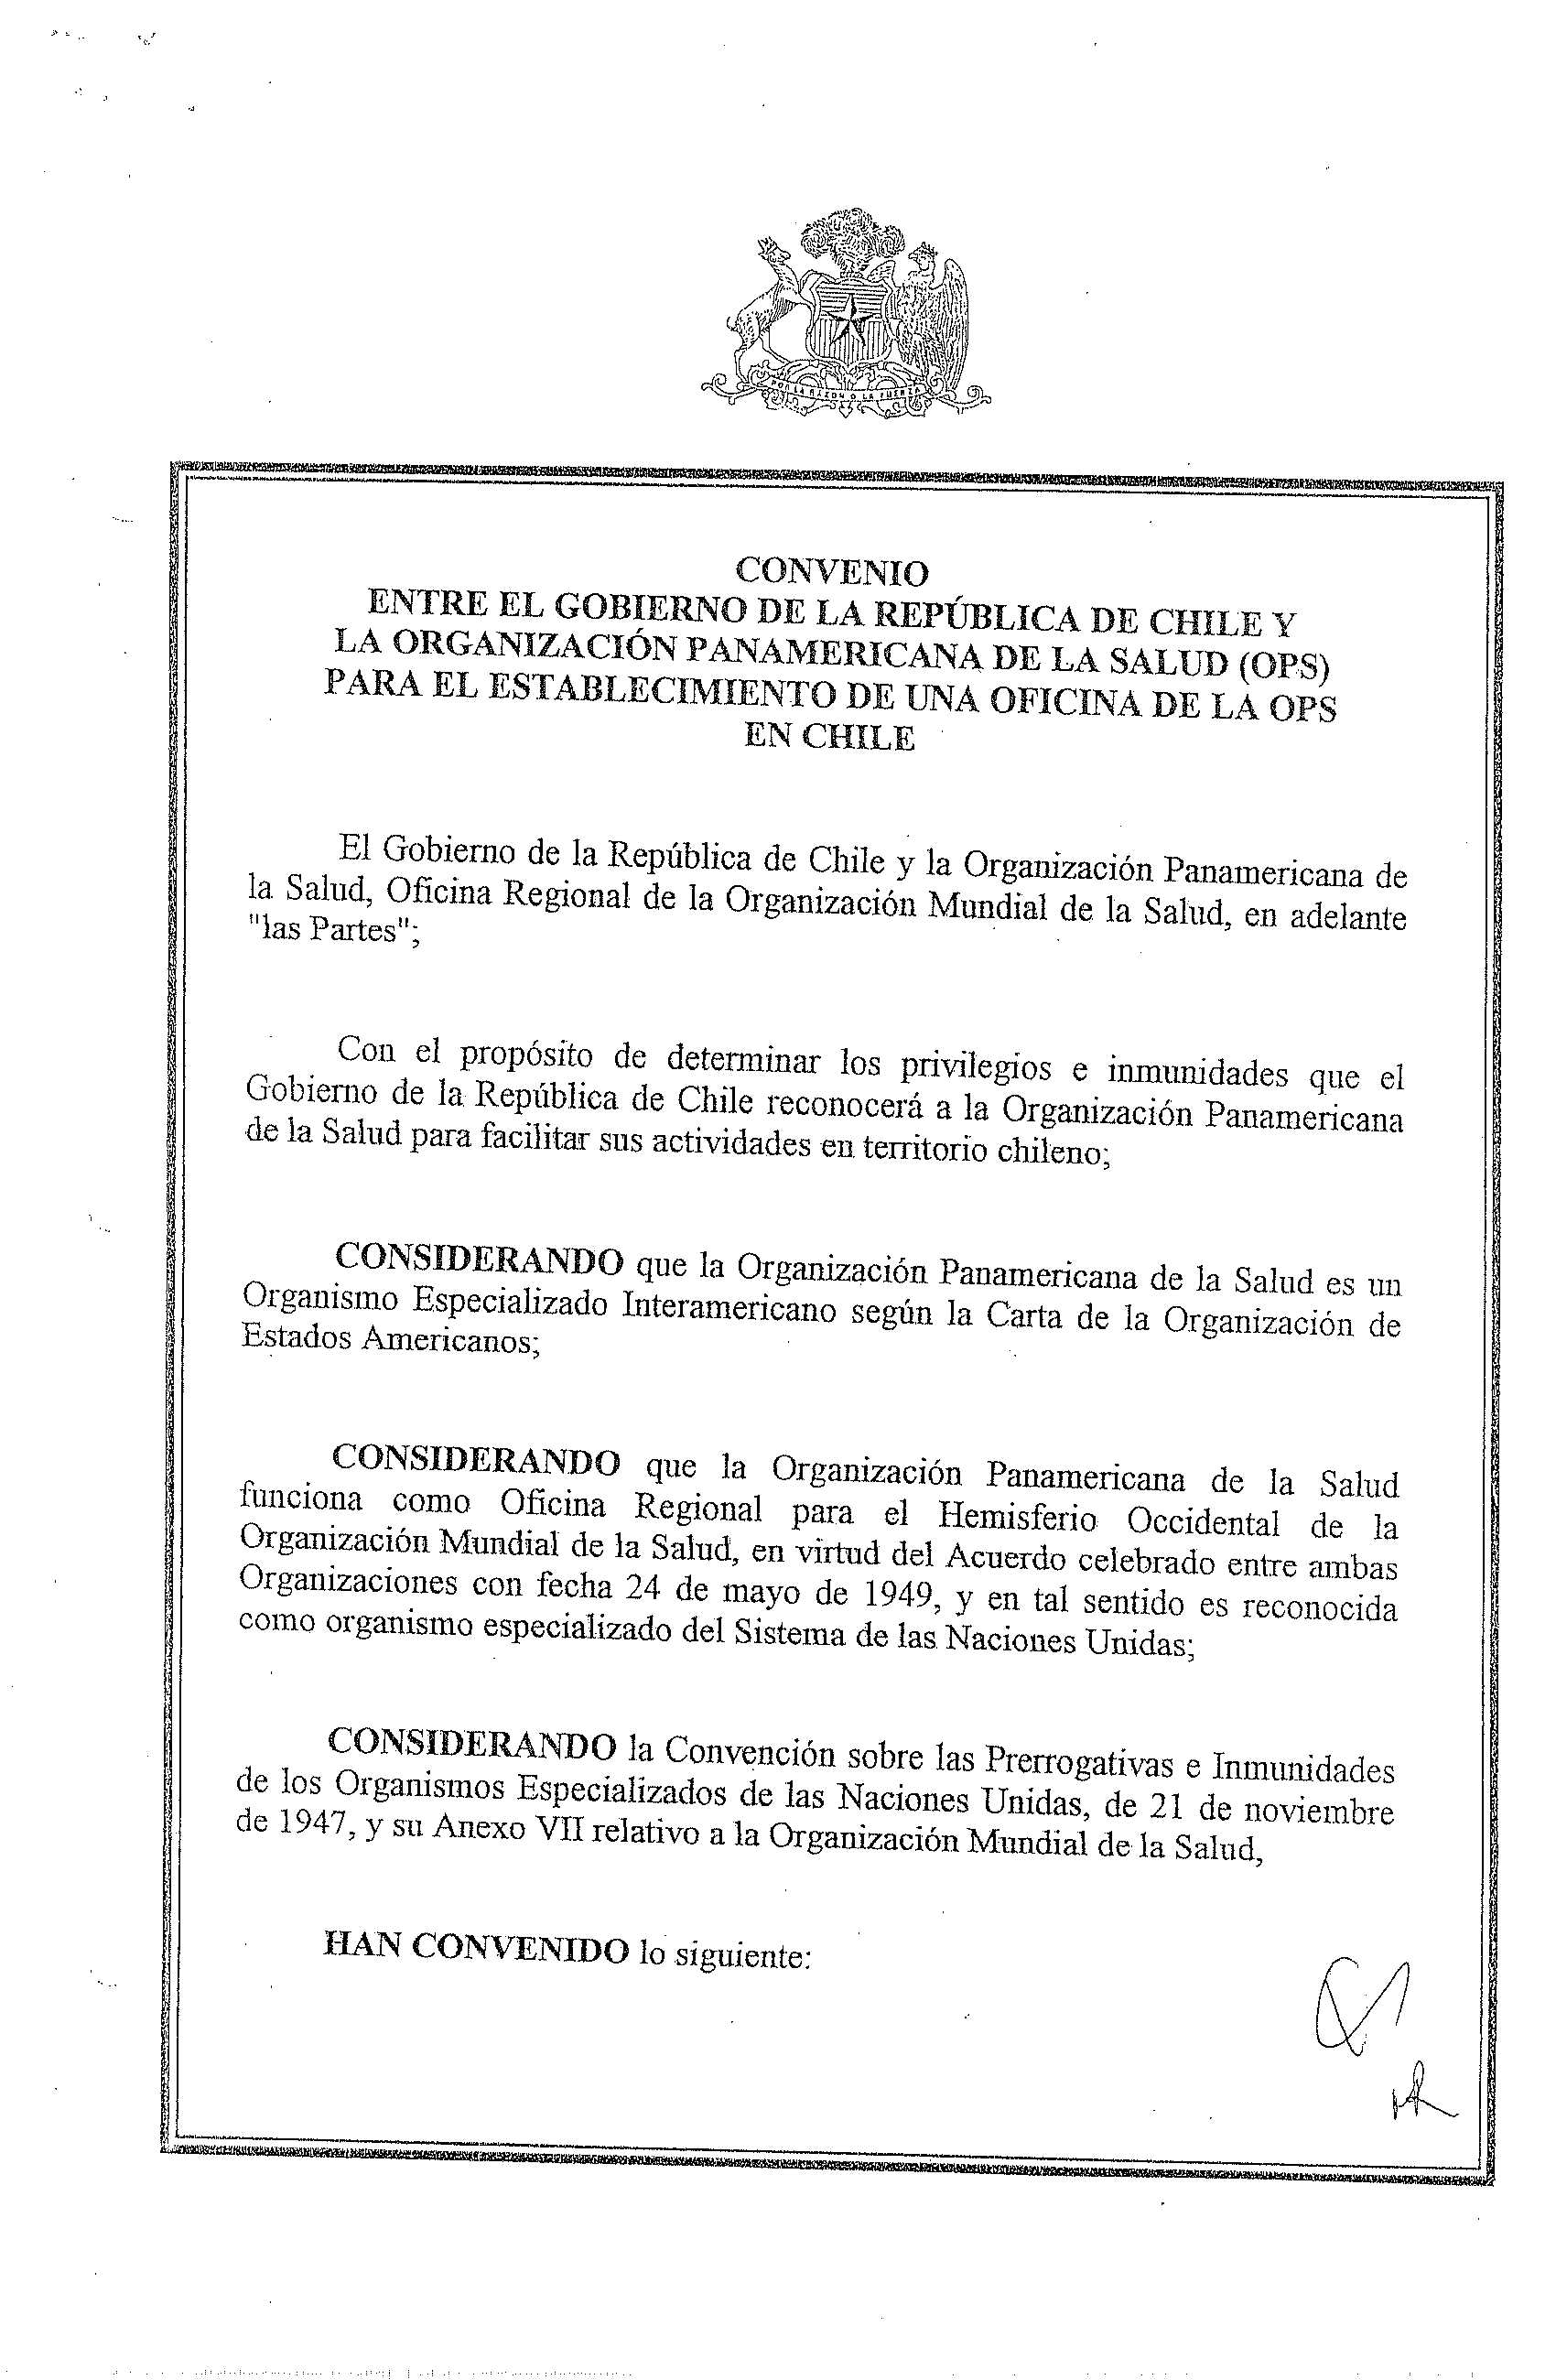 POR LA RAZON O LA FUERZA
CONVENIO
ENTRE EL GOBIERNO DE LA REPÚBLICA DE CHILE Y
LA ORGANIZACIÓN PANAMERICANA DE LA SALUD (OPS)
PARA EL ESTABLECIMIENTO DE UNA OFICINA DE LA OPS
EN CHILE
El Gobierno de la República de Chile y la Organización Panamericana de
la Salud, Oficina Regional de la Organización Mundial de la Salud, en adelante
"las Partes";
Con el propósito de determinar los privilegios e inmunidades que el
Gobierno de la República de Chile reconocerá a la Organización Panamericana
de la Salud para facilitar sus actividades en territorio chileno;
CONSIDERANDO que la Organización Panamericana de la Salud es un
Organismo Especializado Interamericano según la Carta de la Organización de
Estados Americanos;
CONSIDERANDO que la Organización Panamericana de la Salud
funciona como Oficina Regional para el Hemisferio Occidental de la
Organización Mundial de la Salud, en virtud del Acuerdo celebrado entre ambas
Organizaciones con fecha 24 de mayo de 1949, y en tal sentido es reconocida
como organismo especializado del Sistema de las Naciones Unidas;
CONSIDERANDO la Convención sobre las Prerrogativas e Inmunidades
de los Organismos Especializados de las Naciones Unidas, de 21 de noviembre
de 1947, y su Anexo VII relativo a la Organización Mundial de la Salud,
HAN CONVENIDO lo siguiente: